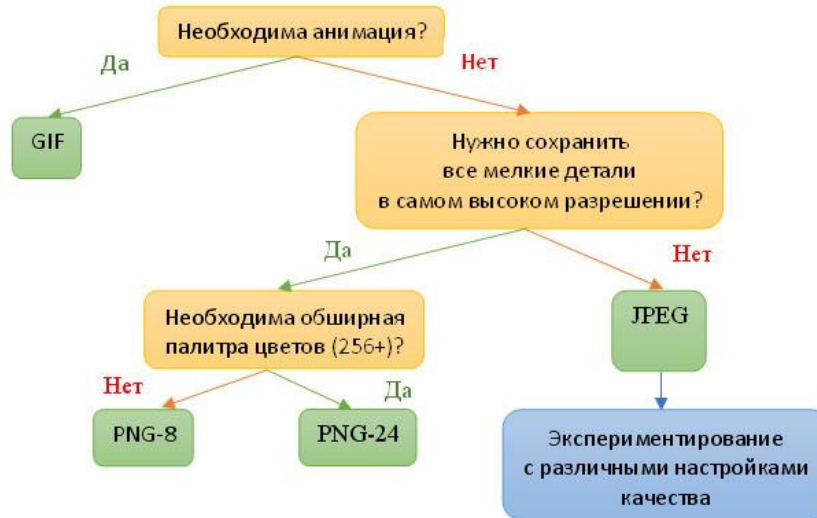 Необходима анимация?
Да
Нет
GIF
Нужно сохранить
все мелкие детали
в самом высоком разрешении?
Да
Нет
Необходима обширная
палитра цветов (256+)?
JPEG
Нет
Да
PNG-8
PNG-24
Экспериментирование
с различными настройками
качества